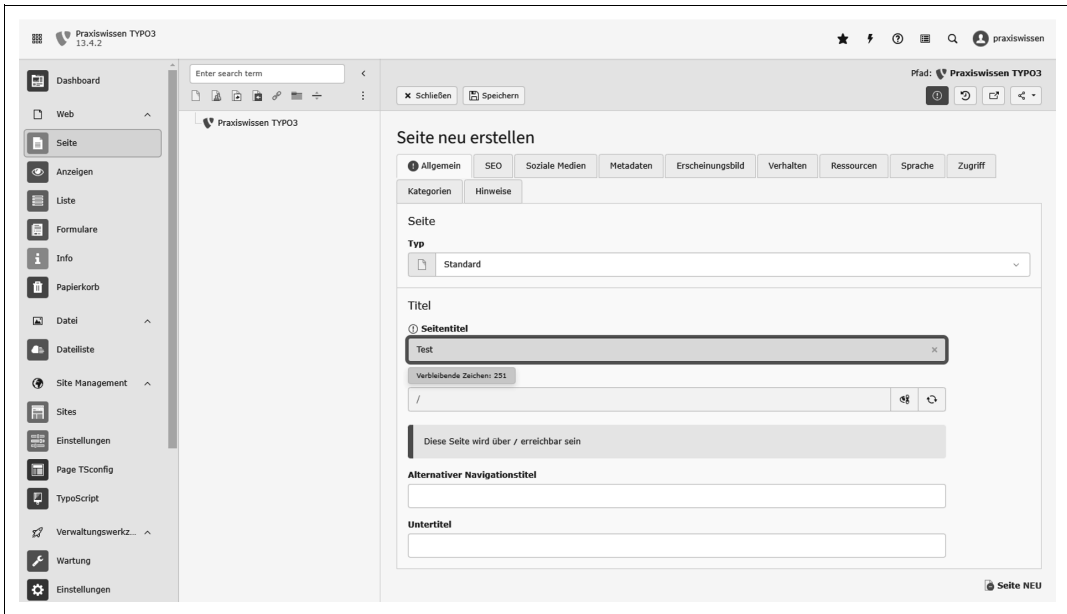 Praxiswissen TYPO3
13.4.2
praxiswissen
Dashboard
Web
Seite
Anzeigen
Liste
Formulare
Info
Papierkorb
Datei
Dateiliste
Site Management
Sites
Einstellungen
Page TSconfig
TypoScript
Verwaltungswerkz...
Wartung
Einstellungen
Enter search term
Praxiswissen TYPO3
Pfad: Praxiswissen TYPO3
Schließen Speichern
Seite neu erstellen
Allgemein SEO Soziale Medien Metadaten Erscheinungsbild Verhalten Ressourcen Sprache Zugriff
Kategorien Hinweise
Seite
Typ
Standard
Titel
Seitentitel
Test
Verbleibende Zeichen: 251
/
Diese Seite wird über / erreichbar sein
Alternativer Navigationstitel
Untertitel
Seite NEU